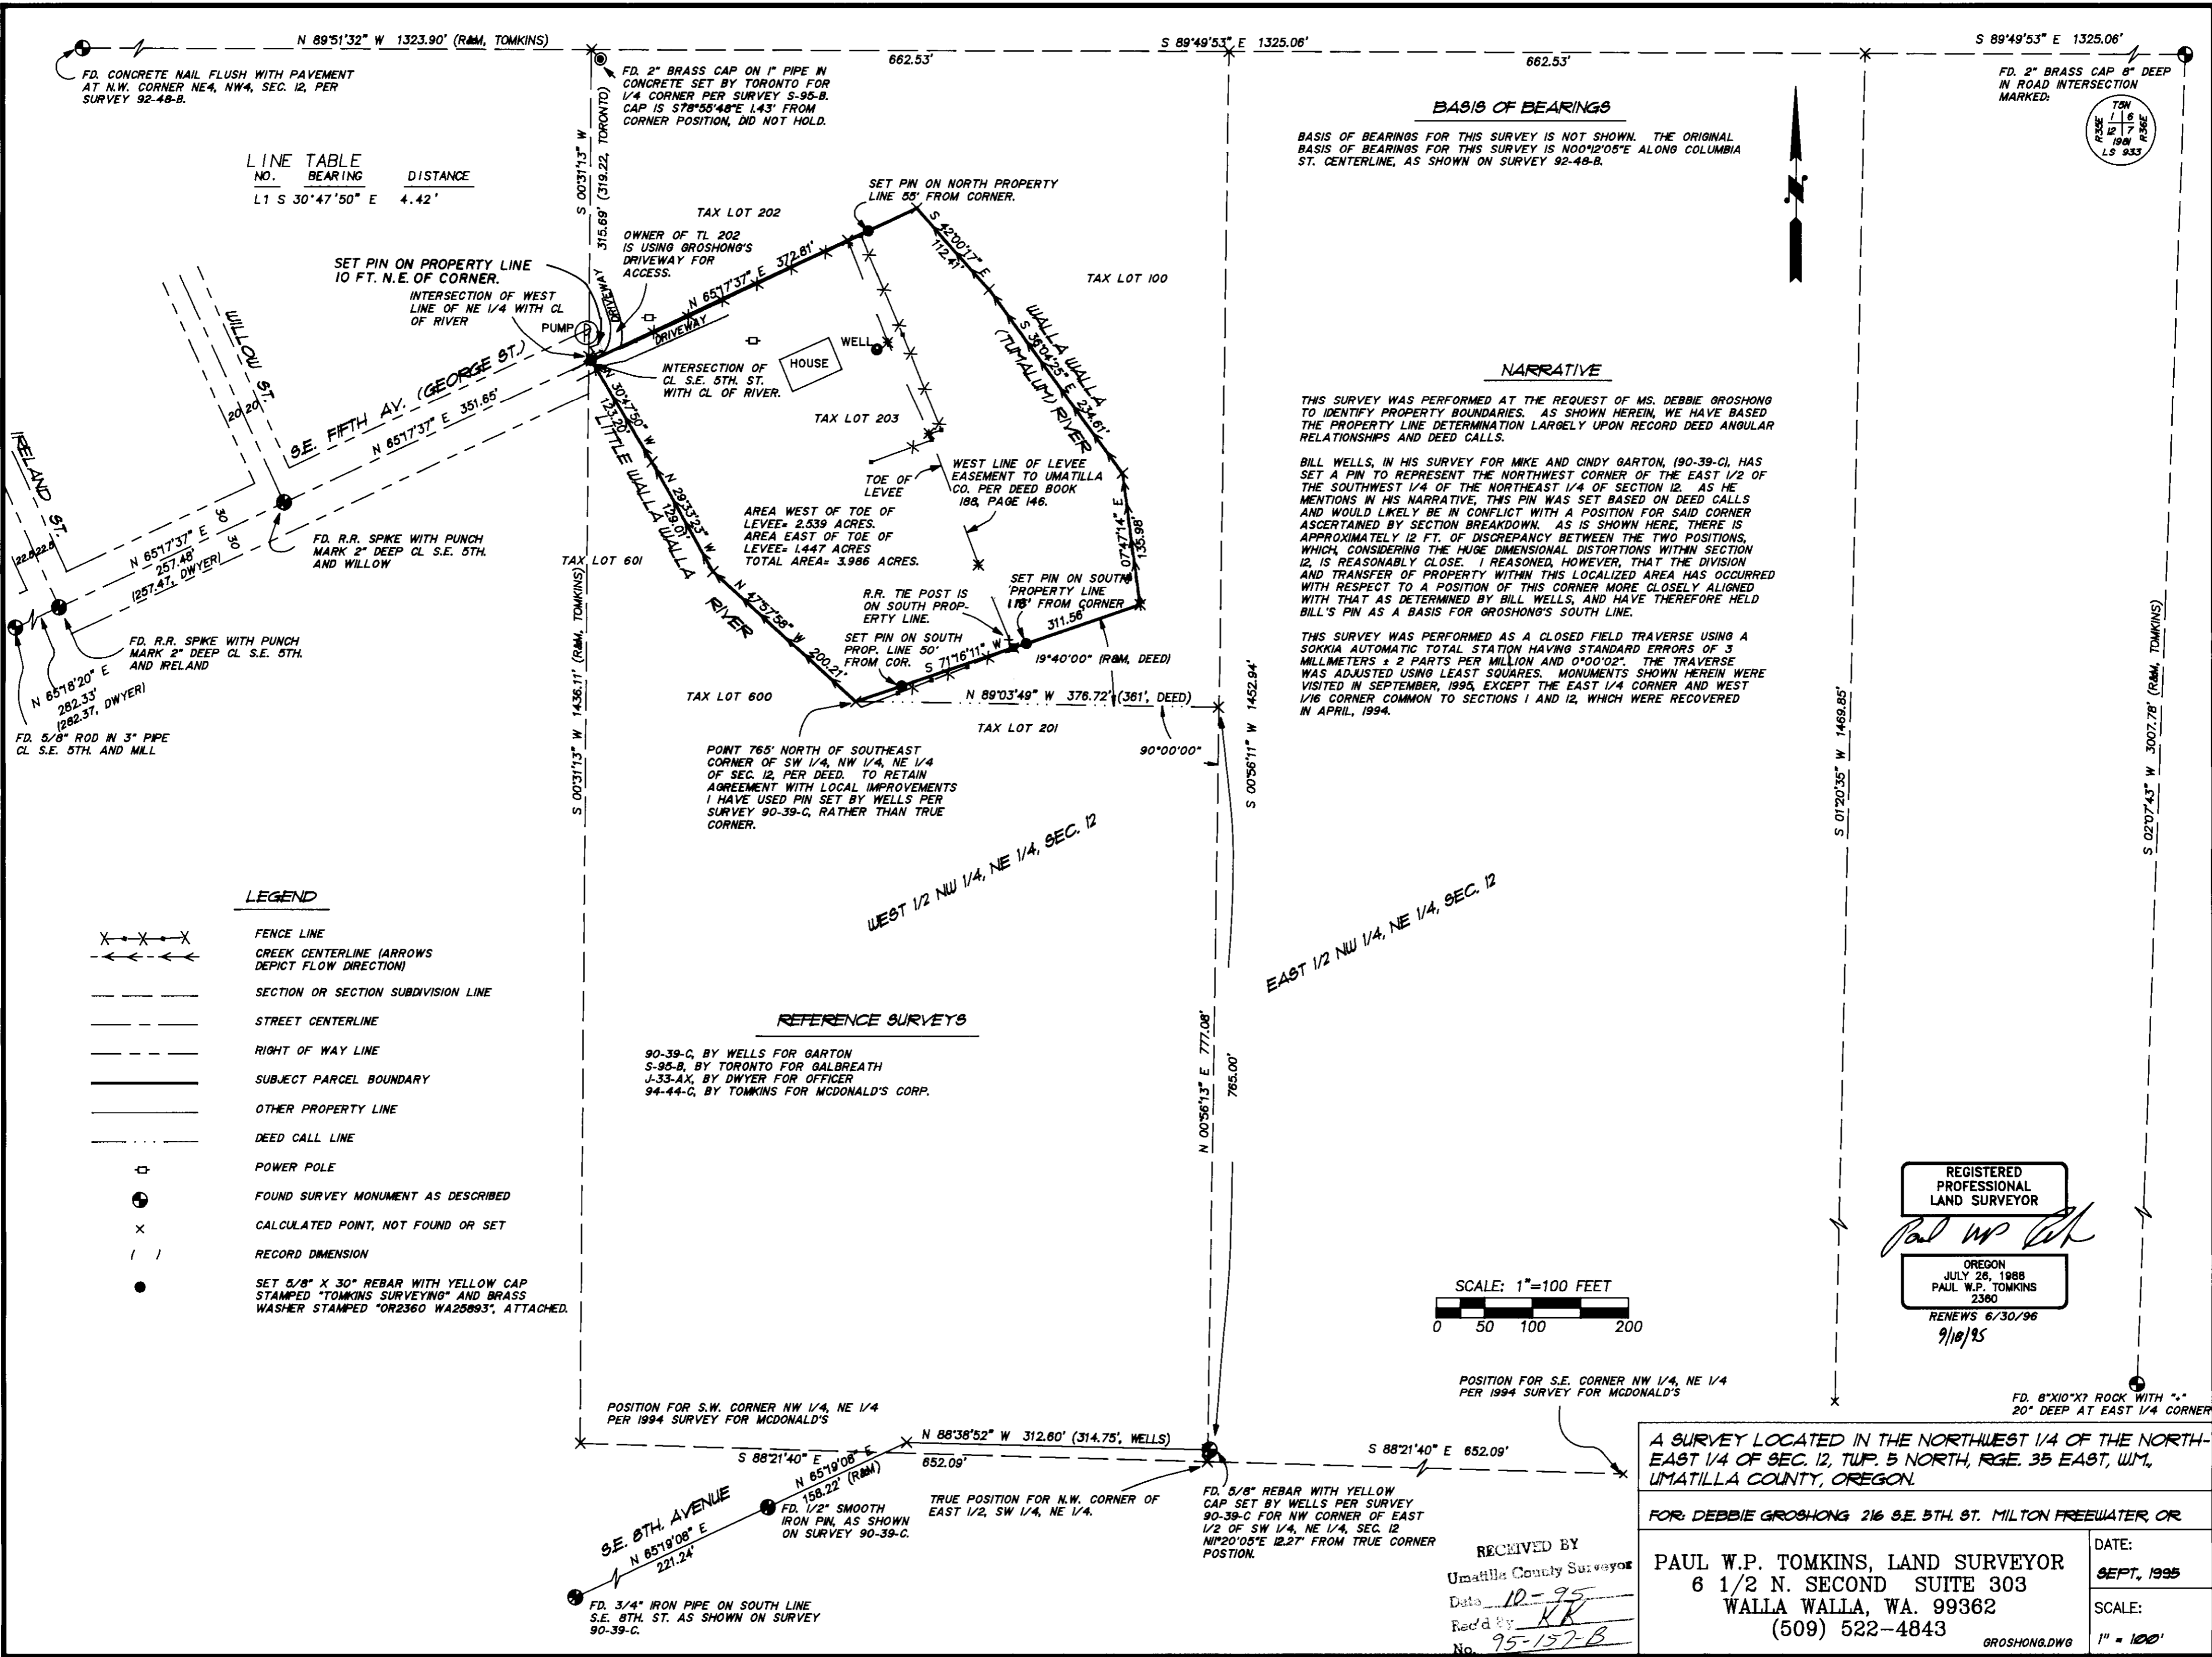 N 89°51'32" W 1323.90' (R&M, TOMKINS)
S 89°49'53" E 1325.06'
S 89°49'53" E 1325.06'
662.53'
662.53'
FD. CONCRETE NAIL FLUSH WITH PAVEMENT
AT N.W. CORNER NE4, NW4, SEC. 12, PER
SURVEY 92-48-B.
FD. 2" BRASS CAP ON 1" PIPE IN
CONCRETE SET BY TORONTO FOR
1/4 CORNER PER SURVEY S-95-B.
CAP IS S78°55'48"E 1.43' FROM
CORNER POSITION, DID NOT HOLD.
FD. 2" BRASS CAP 8" DEEP
IN ROAD INTERSECTION
MARKED:
T5N
R35E
1 6
12 7
R36E
1981
LS 933
BASIS OF BEARINGS
BASIS OF BEARINGS FOR THIS SURVEY IS NOT SHOWN. THE ORIGINAL
BASIS OF BEARINGS FOR THIS SURVEY IS N00°12'05"E ALONG COLUMBIA
ST. CENTERLINE, AS SHOWN ON SURVEY 92-48-B.
N
LINE TABLE
NO. BEARING DISTANCE
L1 S 30°47'50" E 4.42'
S 00°31'13" W
315.69' (319.22, TORONTO)
SET PIN ON NORTH PROPERTY
LINE 55' FROM CORNER.
TAX LOT 202
OWNER OF TL 202
IS USING GROSHONG'S
DRIVEWAY FOR
ACCESS.
SET PIN ON PROPERTY LINE
10 FT. N.E. OF CORNER.
INTERSECTION OF WEST
LINE OF NE 1/4 WITH CL
OF RIVER
PUMP
P
DRIVEWAY
N 65°17'37" E 372.81'
DRIVEWAY
S 42°00'17" E
112.41'
TAX LOT 100
WALLA WALLA
(TUMALUM) RIVER
S 36°04'25" E
234.61'
WELL
HOUSE
INTERSECTION OF
CL S.E. 5TH. ST.
WITH CL OF RIVER.
TAX LOT 203
WILLOW ST.
20 20
S.E. FIFTH AV. (GEORGE ST.)
N 65°17'37" E 351.65'
IRELAND ST.
22.5 22.5
30
30
N 65°17'37" E
257.48'
(257.47, DWYER)
FD. R.R. SPIKE WITH PUNCH
MARK 2" DEEP CL S.E. 5TH.
AND WILLOW
FD. R.R. SPIKE WITH PUNCH
MARK 2" DEEP CL S.E. 5TH.
AND IRELAND
N 65°18'20" E
282.33'
(282.37, DWYER)
FD. 5/8" ROD IN 3" PIPE
CL S.E. 5TH. AND MILL
N 30°47'50" W
123.20'
LITTLE WALLA WALLA
RIVER
N 29°33'23" W
129.01'
N 47°57'58" W
200.21'
TOE OF
LEVEE
WEST LINE OF LEVEE
EASEMENT TO UMATILLA
CO. PER DEED BOOK
188, PAGE 146.
AREA WEST OF TOE OF
LEVEE= 2.539 ACRES.
AREA EAST OF TOE OF
LEVEE= 1.447 ACRES
TOTAL AREA= 3.986 ACRES.
TAX LOT 601
S 07°47'14" E
135.98'
SET PIN ON SOUTH
PROPERTY LINE
118' FROM CORNER
R.R. TIE POST IS
ON SOUTH PROP-
ERTY LINE.
SET PIN ON SOUTH
PROP. LINE 50'
FROM COR.
S 71°16'11" W
311.56'
19°40'00" (R&M, DEED)
N 89°03'49" W 376.72' (361', DEED)
TAX LOT 600
TAX LOT 201
90°00'00"
POINT 765' NORTH OF SOUTHEAST
CORNER OF SW 1/4, NW 1/4, NE 1/4
OF SEC. 12, PER DEED. TO RETAIN
AGREEMENT WITH LOCAL IMPROVEMENTS
I HAVE USED PIN SET BY WELLS PER
SURVEY 90-39-C, RATHER THAN TRUE
CORNER.
S 00°31'13" W 1436.11' (R&M, TOMKINS)
S 00°56'11" W 1452.94'
S 01°20'35" W 1469.85'
S 02°07'43" W 3007.78' (R&M, TOMKINS)
NARRATIVE
THIS SURVEY WAS PERFORMED AT THE REQUEST OF MS. DEBBIE GROSHONG
TO IDENTIFY PROPERTY BOUNDARIES. AS SHOWN HEREIN, WE HAVE BASED
THE PROPERTY LINE DETERMINATION LARGELY UPON RECORD DEED ANGULAR
RELATIONSHIPS AND DEED CALLS.
BILL WELLS, IN HIS SURVEY FOR MIKE AND CINDY GARTON, (90-39-C), HAS
SET A PIN TO REPRESENT THE NORTHWEST CORNER OF THE EAST 1/2 OF
THE SOUTHWEST 1/4 OF THE NORTHEAST 1/4 OF SECTION 12. AS HE
MENTIONS IN HIS NARRATIVE, THIS PIN WAS SET BASED ON DEED CALLS
AND WOULD LIKELY BE IN CONFLICT WITH A POSITION FOR SAID CORNER
ASCERTAINED BY SECTION BREAKDOWN. AS IS SHOWN HERE, THERE IS
APPROXIMATELY 12 FT. OF DISCREPANCY BETWEEN THE TWO POSITIONS,
WHICH, CONSIDERING THE HUGE DIMENSIONAL DISTORTIONS WITHIN SECTION
12, IS REASONABLY CLOSE. I REASONED, HOWEVER, THAT THE DIVISION
AND TRANSFER OF PROPERTY WITHIN THIS LOCALIZED AREA HAS OCCURRED
WITH RESPECT TO A POSITION OF THIS CORNER MORE CLOSELY ALIGNED
WITH THAT AS DETERMINED BY BILL WELLS, AND HAVE THEREFORE HELD
BILL'S PIN AS A BASIS FOR GROSHONG'S SOUTH LINE.
THIS SURVEY WAS PERFORMED AS A CLOSED FIELD TRAVERSE USING A
SOKKIA AUTOMATIC TOTAL STATION HAVING STANDARD ERRORS OF 3
MILLIMETERS ± 2 PARTS PER MILLION AND 0°00'02". THE TRAVERSE
WAS ADJUSTED USING LEAST SQUARES. MONUMENTS SHOWN HEREIN WERE
VISITED IN SEPTEMBER, 1995, EXCEPT THE EAST 1/4 CORNER AND WEST
1/16 CORNER COMMON TO SECTIONS 1 AND 12, WHICH WERE RECOVERED
IN APRIL, 1994.
WEST 1/2 NW 1/4, NE 1/4, SEC. 12
EAST 1/2 NW 1/4, NE 1/4, SEC. 12
N 00°56'13" E 777.08'
765.00'
LEGEND
FENCE LINE
CREEK CENTERLINE (ARROWS
DEPICT FLOW DIRECTION)
SECTION OR SECTION SUBDIVISION LINE
STREET CENTERLINE
RIGHT OF WAY LINE
SUBJECT PARCEL BOUNDARY
OTHER PROPERTY LINE
DEED CALL LINE
POWER POLE
FOUND SURVEY MONUMENT AS DESCRIBED
CALCULATED POINT, NOT FOUND OR SET
( ) RECORD DIMENSION
SET 5/8" X 30" REBAR WITH YELLOW CAP
STAMPED "TOMKINS SURVEYING" AND BRASS
WASHER STAMPED "OR2360 WA25893", ATTACHED.
REFERENCE SURVEYS
90-39-C, BY WELLS FOR GARTON
S-95-B, BY TORONTO FOR GALBREATH
J-33-AX, BY DWYER FOR OFFICER
94-44-C, BY TOMKINS FOR MCDONALD'S CORP.
SCALE: 1"=100 FEET
0 50 100 200
REGISTERED
PROFESSIONAL
LAND SURVEYOR
OREGON
JULY 26, 1988
PAUL W.P. TOMKINS
2360
RENEWS 6/30/96
9/18/95
POSITION FOR S.W. CORNER NW 1/4, NE 1/4
PER 1994 SURVEY FOR MCDONALD'S
POSITION FOR S.E. CORNER NW 1/4, NE 1/4
PER 1994 SURVEY FOR MCDONALD'S
FD. 8"X10"X? ROCK WITH "+"
20" DEEP AT EAST 1/4 CORNER
N 88°38'52" W 312.60' (314.75', WELLS)
S 88°21'40" E
652.09'
S 88°21'40" E 652.09'
N 65°19'08" E
158.22' (R&M)
S.E. 8TH. AVENUE
N 65°19'08" E
221.24'
FD. 1/2" SMOOTH
IRON PIN, AS SHOWN
ON SURVEY 90-39-C.
TRUE POSITION FOR N.W. CORNER OF
EAST 1/2, SW 1/4, NE 1/4.
FD. 5/8" REBAR WITH YELLOW
CAP SET BY WELLS PER SURVEY
90-39-C FOR NW CORNER OF EAST
1/2 OF SW 1/4, NE 1/4, SEC. 12
N11°20'05"E 12.27' FROM TRUE CORNER
POSTION.
FD. 3/4" IRON PIPE ON SOUTH LINE
S.E. 8TH. ST. AS SHOWN ON SURVEY
90-39-C.
RECEIVED BY
Umatilla County Surveyor
Date 10-95
Rec'd by KK
No. 95-157-B
A SURVEY LOCATED IN THE NORTHWEST 1/4 OF THE NORTH-
EAST 1/4 OF SEC. 12, TWP. 5 NORTH, RGE. 35 EAST, W.M.,
UMATILLA COUNTY, OREGON.
FOR: DEBBIE GROSHONG 216 S.E. 5TH. ST. MILTON FREEWATER, OR
PAUL W.P. TOMKINS, LAND SURVEYOR
6 1/2 N. SECOND SUITE 303
WALLA WALLA, WA. 99362
(509) 522-4843
GROSHONG.DWG
DATE:
SEPT., 1995
SCALE:
1" = 100'